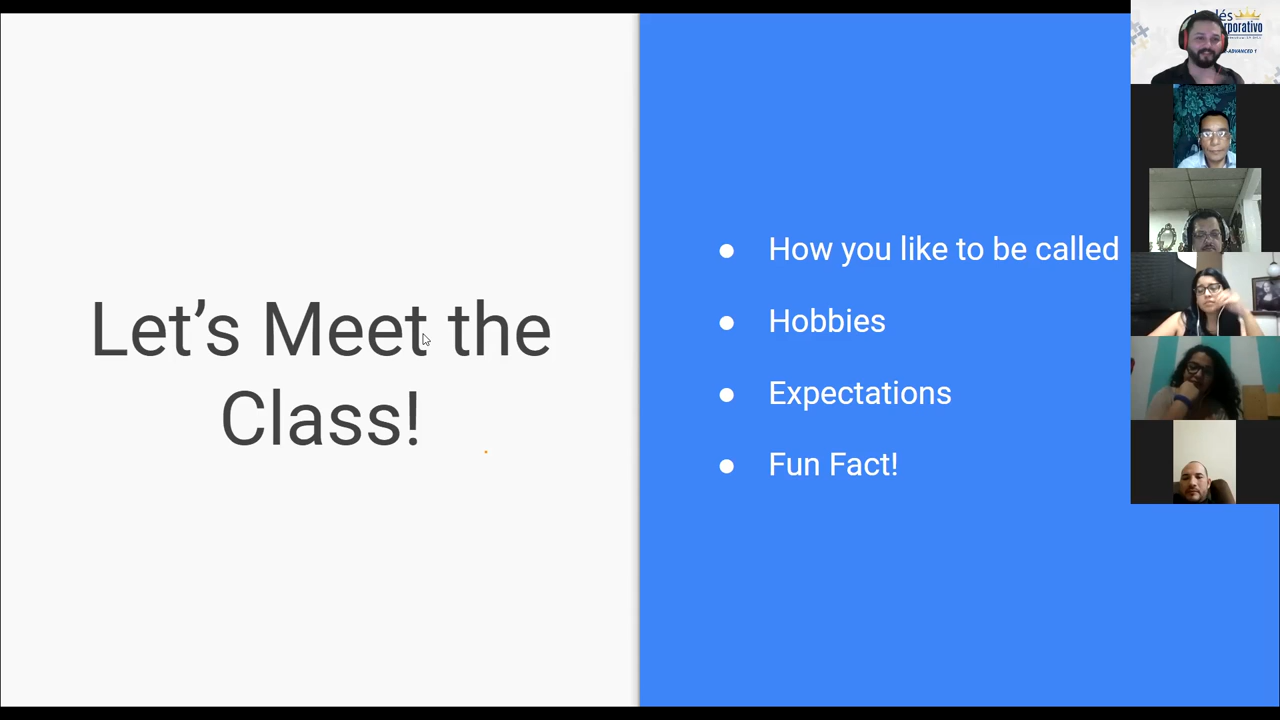 Let’s Meet the
Class!
● How you like to be called
● Hobbies
● Expectations
● Fun Fact!